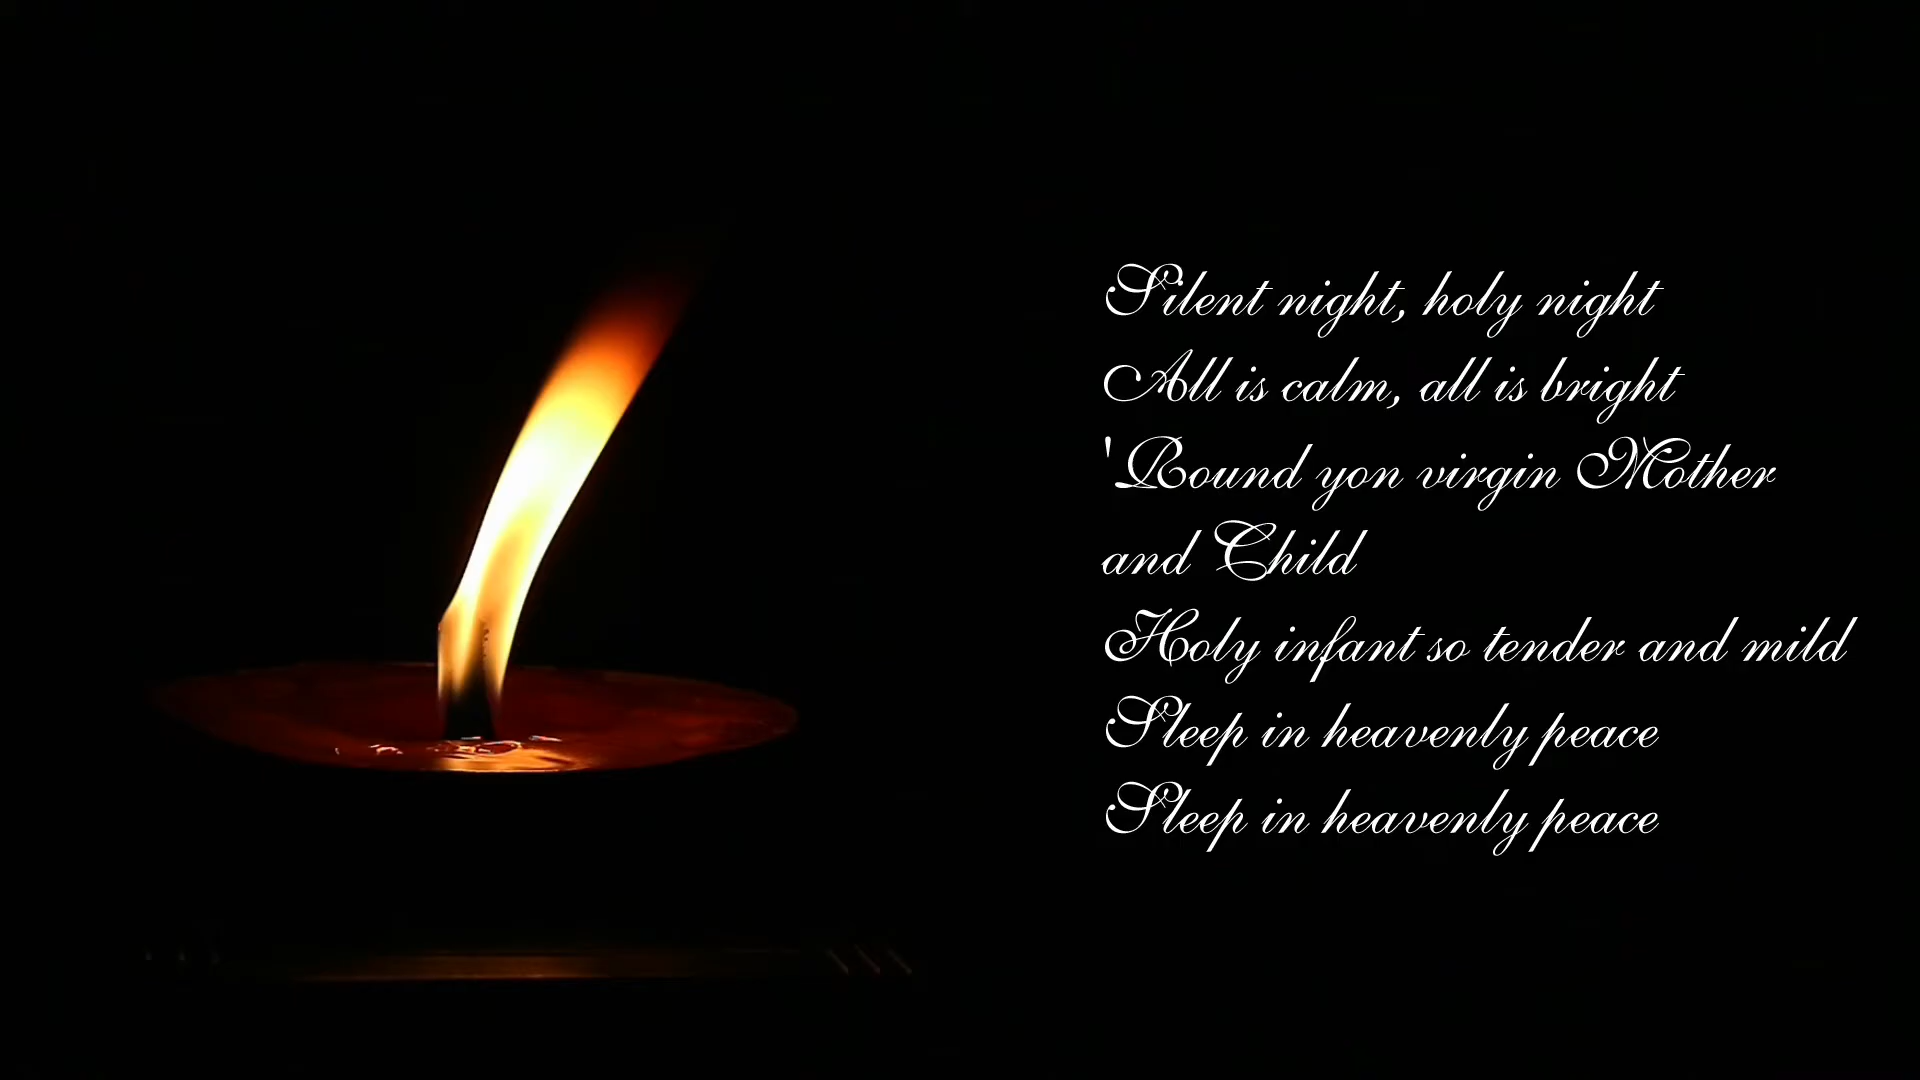 Silent night, holy night
All is calm, all is bright
'Round yon virgin Mother
and Child
Holy infant so tender and mild
Sleep in heavenly peace
Sleep in heavenly peace